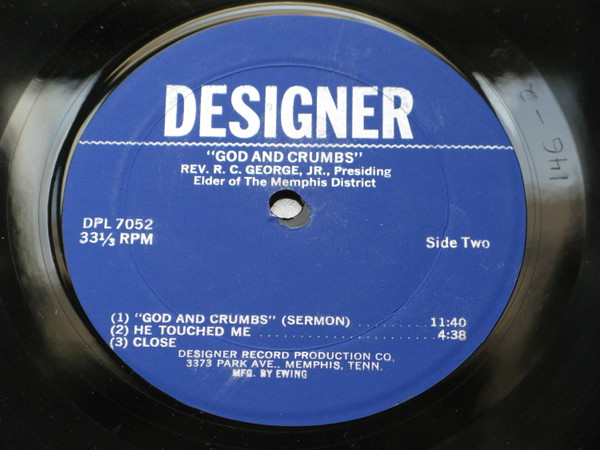 DESIGNER
"GOD AND CRUMBS"
REV. R. C. GEORGE, JR., Presiding
Elder of The Memphis District
DPL 7052
33⅓ RPM
Side Two
(1) "GOD AND CRUMBS" (SERMON) .......... 11:40
(2) HE TOUCHED ME ............................ 4:38
(3) CLOSE
DESIGNER RECORD PRODUCTION CO.
3373 PARK AVE., MEMPHIS, TENN.
MFG. BY EWING